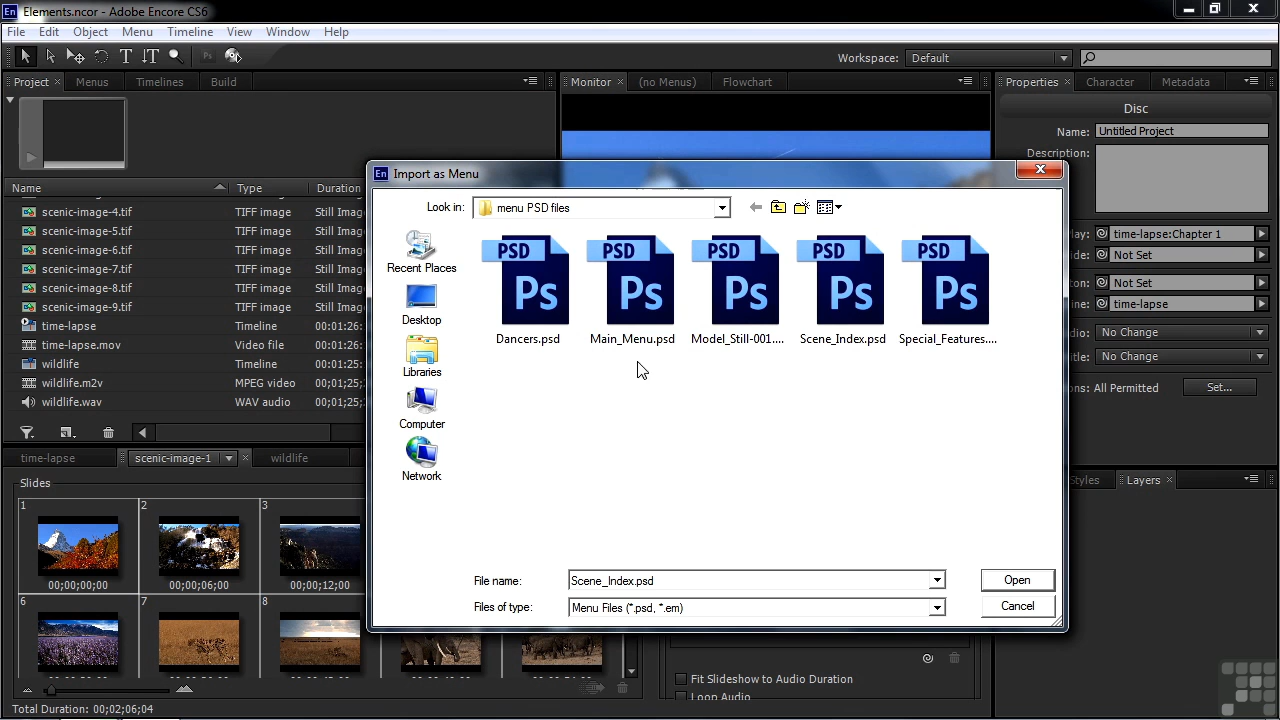 En Elements.ncor - Adobe Encore CS6
File Edit Object Menu Timeline View Window Help
Workspace: Default
Project Menus Timelines Build
Monitor (no Menus) Flowchart
Properties Character Metadata
Disc
Name: Untitled Project
Description:
Name Type Duration
scenic-image-4.tif TIFF image Still Imag
scenic-image-5.tif TIFF image Still Imag
scenic-image-6.tif TIFF image Still Imag
scenic-image-7.tif TIFF image Still Imag
scenic-image-8.tif TIFF image Still Imag
scenic-image-9.tif TIFF image Still Imag
time-lapse Timeline 00:01:26:
time-lapse.mov Video file 00:01:26:
wildlife Timeline 00:01:25:
wildlife.m2v MPEG video 00;01;25;
wildlife.wav WAV audio 00;01;25,
En Import as Menu
Look in: menu PSD files
Recent Places
Desktop
Libraries
Computer
Network
PSD PSD PSD PSD PSD
Ps Ps Ps Ps Ps
Dancers.psd Main_Menu.psd Model_Still-001.... Scene_Index.psd Special_Features....
File name: Scene_Index.psd Open
Files of type: Menu Files (*.psd, *.em) Cancel
lay: time-lapse:Chapter 1
de: Not Set
on: Not Set
ne: time-lapse
dio: No Change
itle: No Change
ons: All Permitted Set...
Styles Layers
time-lapse scenic-image-1 wildlife
Slides
1 2 3
00;00;00;00 00;00;06;00 00;00;12;00
6 7 8
Fit Slideshow to Audio Duration
Loop Audio
Total Duration: 00;02;06;04